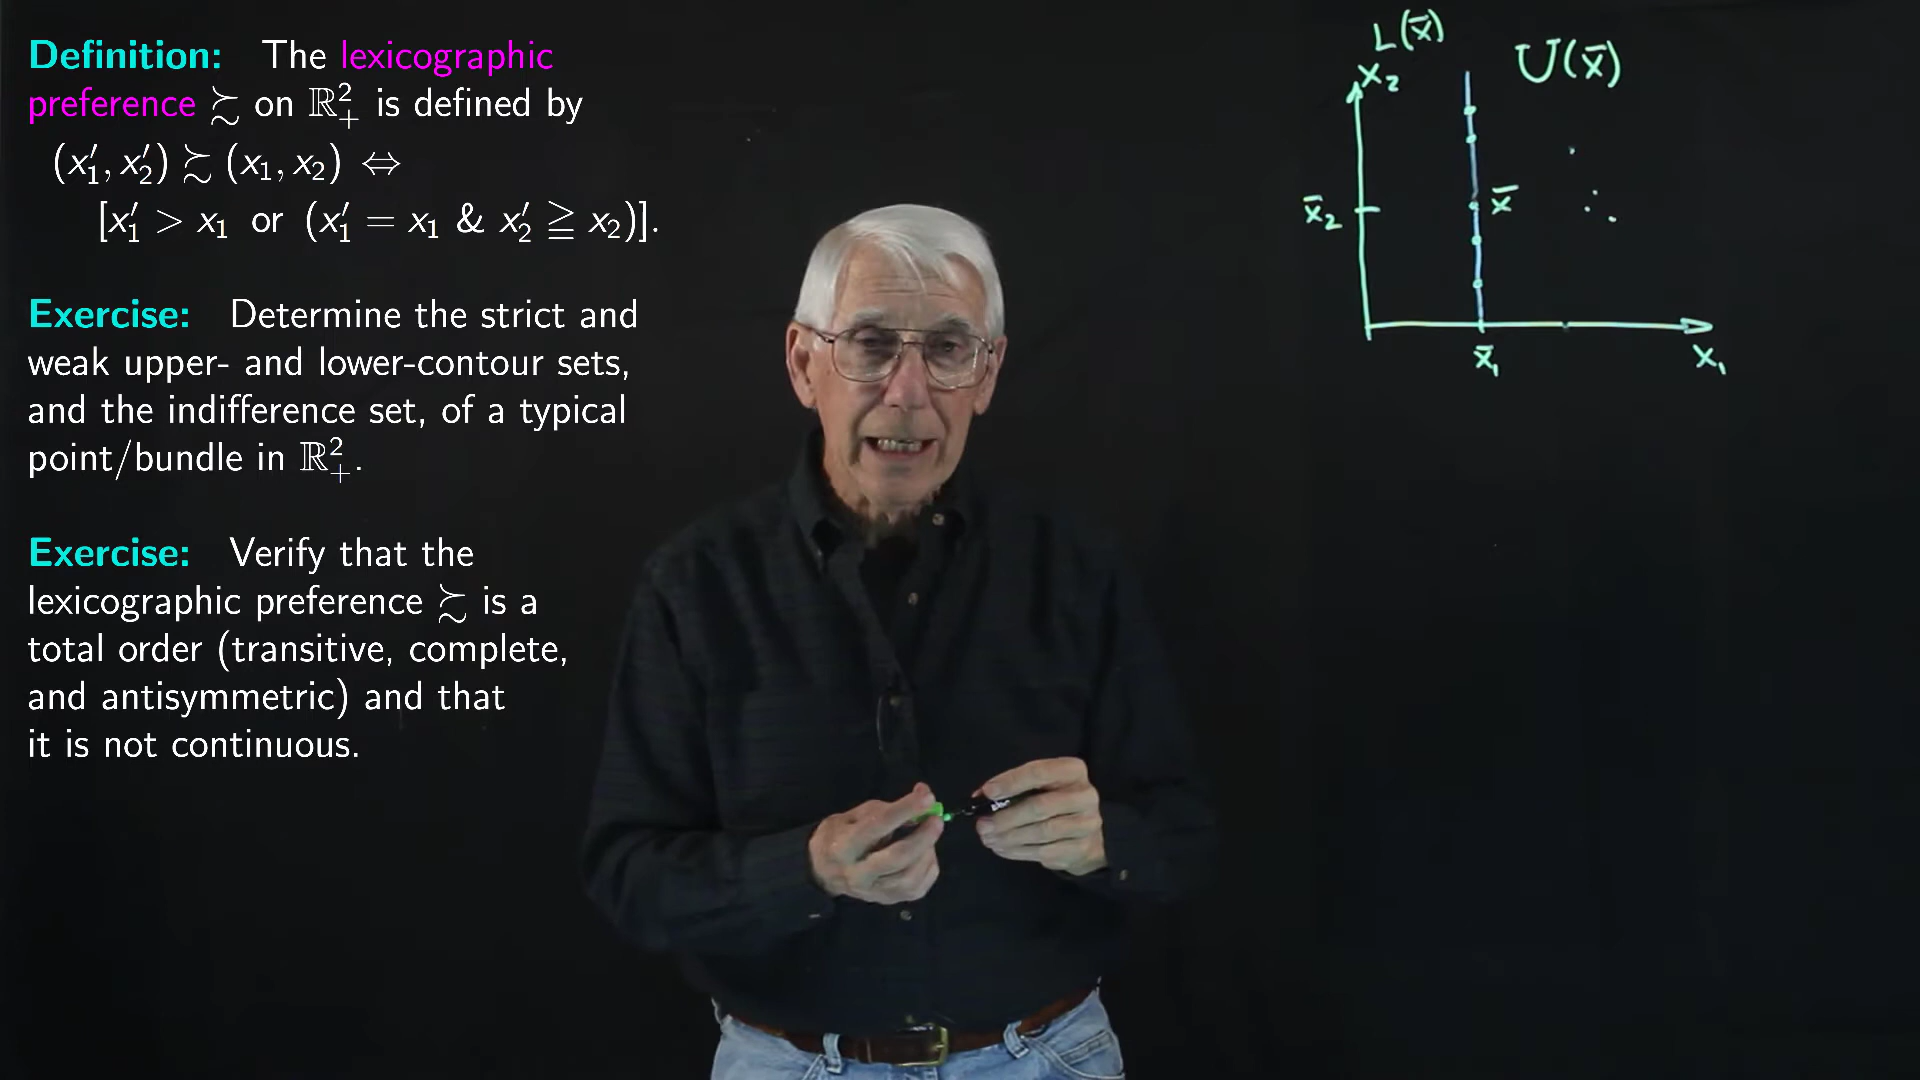 Definition: The lexicographic
preference ≿ on ℝ²₊ is defined by
(x′₁, x′₂) ≿ (x₁, x₂) ⇔
[x′₁ > x₁ or (x′₁ = x₁ & x′₂ ≧ x₂)].
Exercise: Determine the strict and
weak upper- and lower-contour sets,
and the indifference set, of a typical
point/bundle in ℝ²₊.
Exercise: Verify that the
lexicographic preference ≿ is a
total order (transitive, complete,
and antisymmetric) and that
it is not continuous.
L(x̄)
U(x̄)
x₂
x̄₂
x̄
x̄₁
x₁